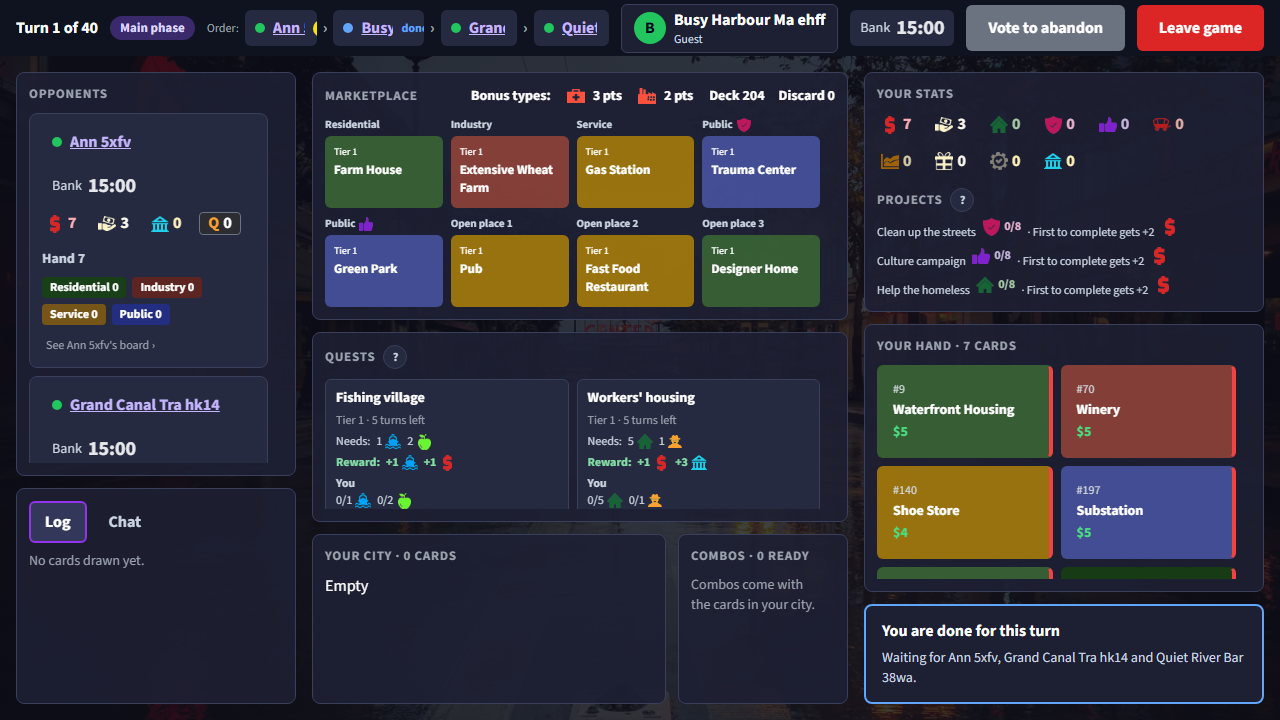 Turn 1 of 40 Main phase Order: Ann 5 › Busy done › Grand › Quiet
B Busy Harbour Ma ehff
Guest
Bank 15:00 Vote to abandon Leave game
OPPONENTS
Ann 5xfv
Bank 15:00
7 3 0 Q 0
Hand 7
Residential 0 Industry 0
Service 0 Public 0
See Ann 5xfv's board ›
Grand Canal Tra hk14
Bank 15:00
Log Chat
No cards drawn yet.
MARKETPLACE Bonus types: 3 pts 2 pts Deck 204 Discard 0
Residential Industry Service Public
Tier 1 Tier 1 Tier 1 Tier 1
Farm House Extensive Wheat Farm Gas Station Trauma Center
Public Open place 1 Open place 2 Open place 3
Tier 1 Tier 1 Tier 1 Tier 1
Green Park Pub Fast Food Restaurant Designer Home
QUESTS ?
Fishing village
Tier 1 · 5 turns left
Needs: 1 2
Reward: +1 +1 $
You
0/1 0/2
Workers' housing
Tier 1 · 5 turns left
Needs: 5 1
Reward: +1 $ +3
You
0/5 0/1
YOUR CITY · 0 CARDS
Empty
COMBOS · 0 READY
Combos come with
the cards in your city.
YOUR STATS
$ 7 3 0 0 0 0
0 0 0 0
PROJECTS ?
Clean up the streets 0/8 · First to complete gets +2 $
Culture campaign 0/8 · First to complete gets +2 $
Help the homeless 0/8 · First to complete gets +2 $
YOUR HAND · 7 CARDS
#9 #70
Waterfront Housing Winery
$5 $5
#140 #197
Shoe Store Substation
$4 $5
You are done for this turn
Waiting for Ann 5xfv, Grand Canal Tra hk14 and Quiet River Bar
38wa.